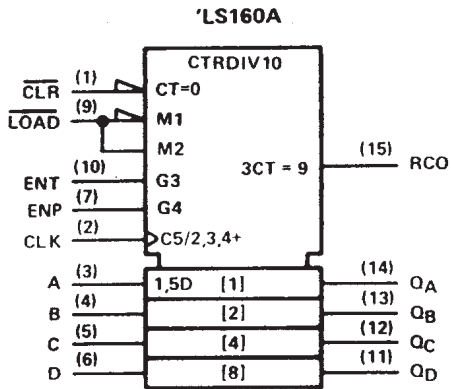 'LS160A
CTRDIV10
CLR (1) CT=0
LOAD (9) M1
M2
3CT = 9 (15) RCO
ENT (10) G3
ENP (7) G4
CLK (2) C5/2,3,4+
A (3) 1,5D [1] (14) QA
B (4) [2] (13) QB
C (5) [4] (12) QC
D (6) [8] (11) QD